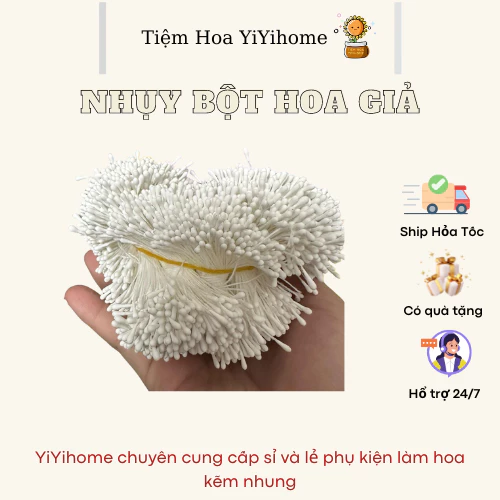 Tiệm Hoa YiYihome
NHỤY BỘT HOA GIẢ
Ship Hỏa Tôc
Có quà tặng
Hổ trợ 24/7
YiYihome chuyên cung cấp sỉ và lẻ phụ kiện làm hoa
kẽm nhung